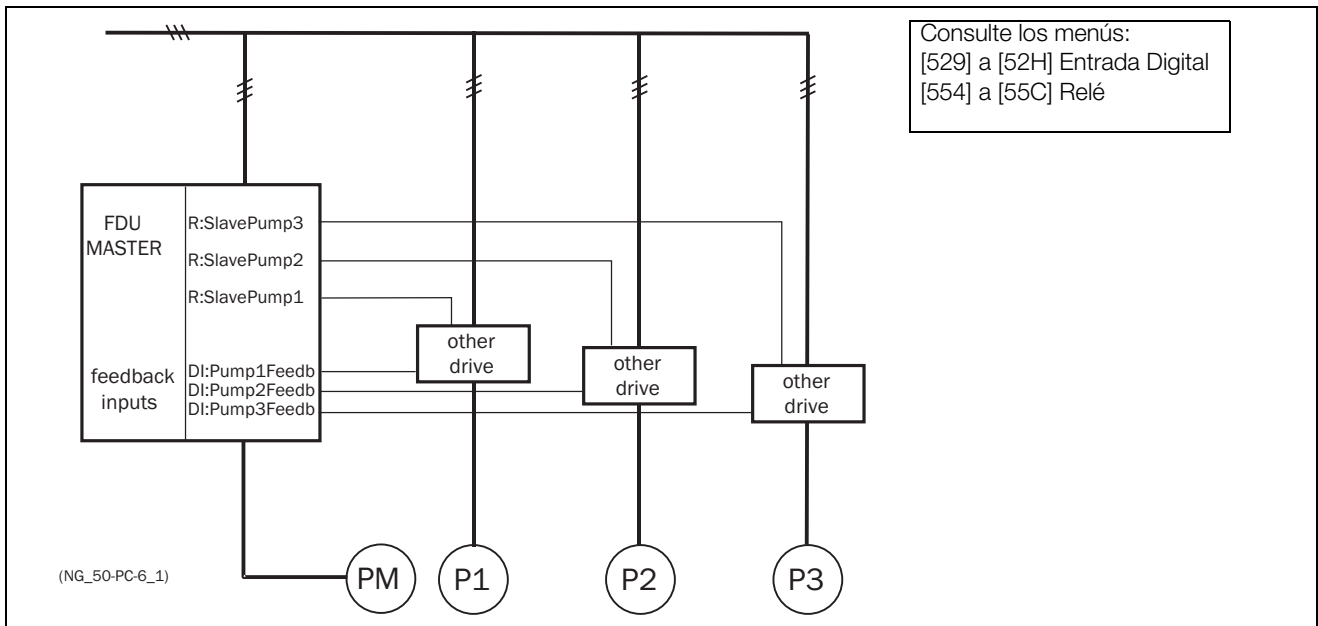 Consulte los menús:
[529] a [52H] Entrada Digital
[554] a [55C] Relé
FDU
MASTER
R:SlavePump3
R:SlavePump2
R:SlavePump1
feedback
inputs
DI:Pump1Feedb
DI:Pump2Feedb
DI:Pump3Feedb
other
drive
other
drive
other
drive
(NG_50-PC-6_1)
PM
P1
P2
P3